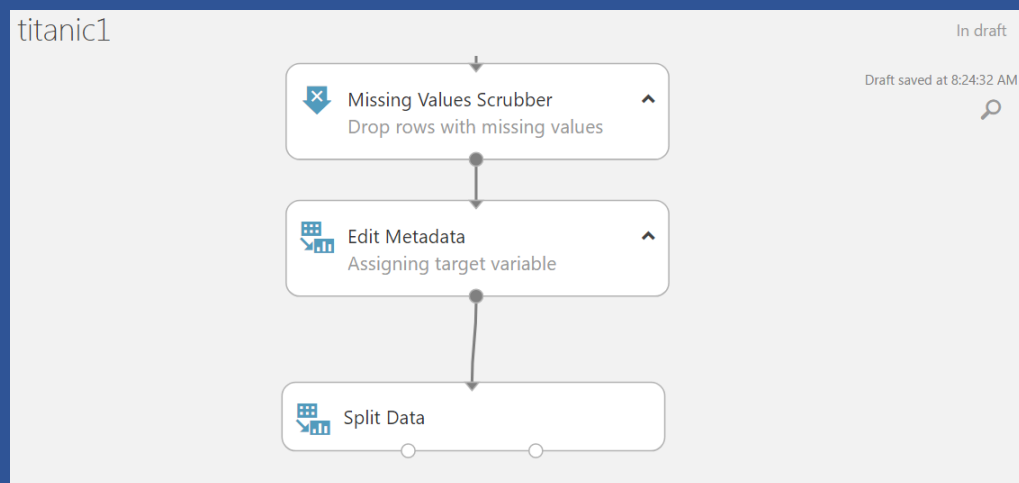 titanic1
In draft
Draft saved at 8:24:32 AM
Missing Values Scrubber
Drop rows with missing values
Edit Metadata
Assigning target variable
Split Data